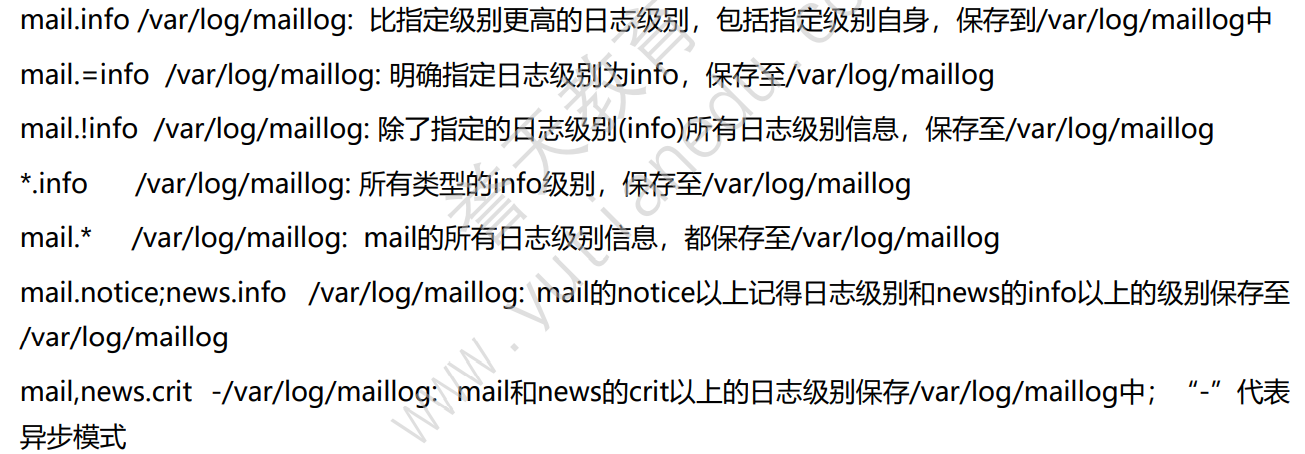 mail.info /var/log/maillog:  比指定级别更高的日志级别，包括指定级别自身，保存到/var/log/maillog中
mail.=info  /var/log/maillog: 明确指定日志级别为info，保存至/var/log/maillog
mail.!info  /var/log/maillog: 除了指定的日志级别(info)所有日志级别信息，保存至/var/log/maillog
*.info      /var/log/maillog: 所有类型的info级别，保存至/var/log/maillog
mail.*     /var/log/maillog:  mail的所有日志级别信息，都保存至/var/log/maillog
mail.notice;news.info   /var/log/maillog: mail的notice以上记得日志级别和news的info以上的级别保存至
/var/log/maillog
mail,news.crit   -/var/log/maillog:  mail和news的crit以上的日志级别保存/var/log/maillog中；“-”代表
异步模式
誉天教育
www.yutianedu.co